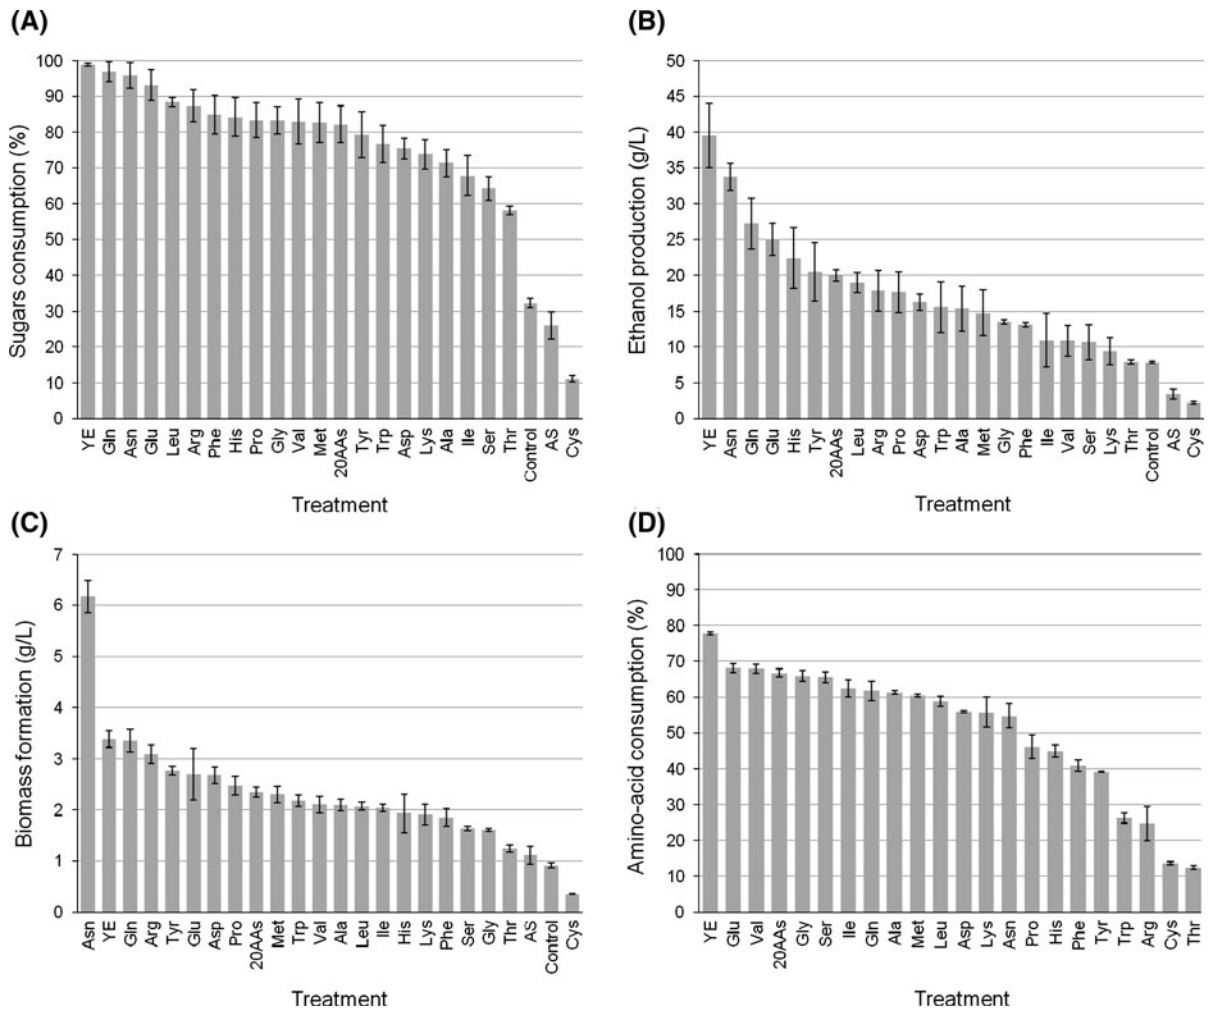 (A)
Sugars consumption (%)
100
90
80
70
60
50
40
30
20
10
0
YE Gln Asn Glu Leu Arg Phe His Pro Gly Val Met 20AAs Tyr Trp Asp Lys Ala Ile Ser Thr Control AS Cys
Treatment
(B)
Ethanol production (g/L)
50
45
40
35
30
25
20
15
10
5
0
YE Asn Gln Glu His Tyr 20AAs Leu Arg Pro Asp Trp Ala Met Gly Phe Ile Val Ser Lys Thr Control AS Cys
Treatment
(C)
Biomass formation (g/L)
7
6
5
4
3
2
1
0
Asn YE Gln Arg Tyr Glu Asp Pro 20AAs Met Trp Val Ala Leu Ile His Lys Phe Ser Gly Thr AS Control Cys
Treatment
(D)
Amino-acid consumption (%)
100
90
80
70
60
50
40
30
20
10
0
YE Glu Val 20AAs Gly Ser Ile Gln Ala Met Leu Asp Lys Asn Pro His Phe Tyr Trp Arg Cys Thr
Treatment